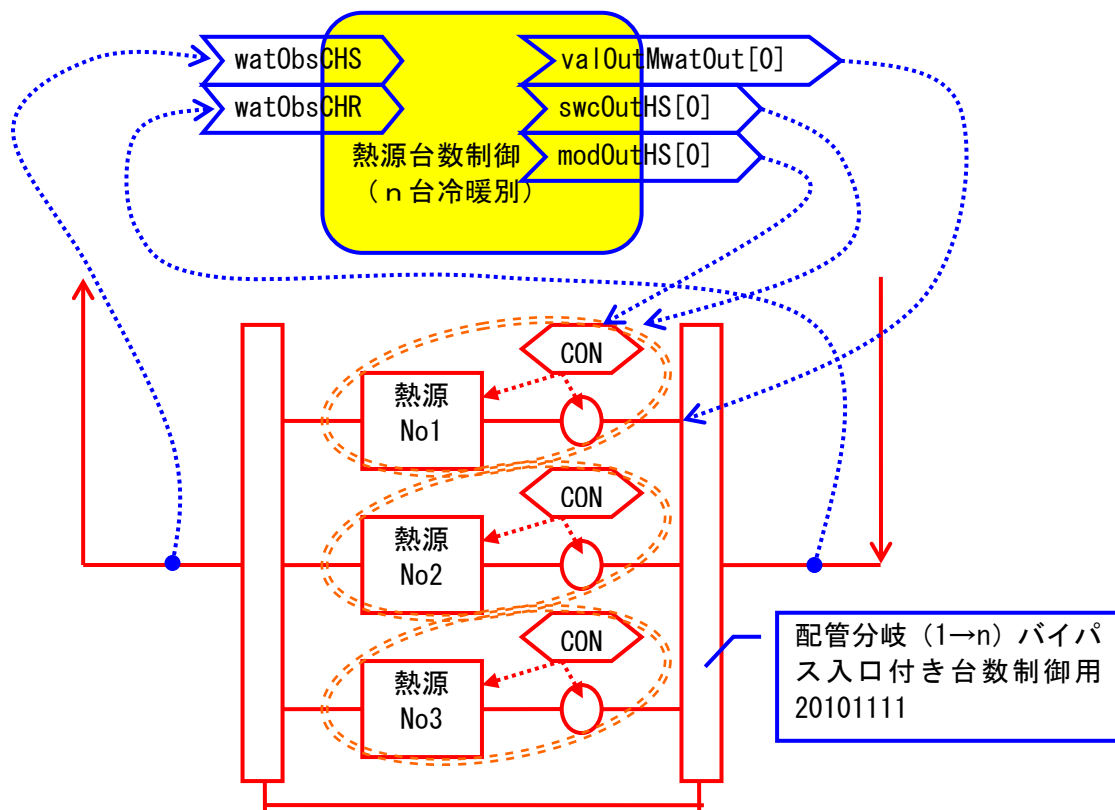 watObsCHS
valOutMwatOut[0]
watObsCHR
swcOutHS[0]
modOutHS[0]
熱源台数制御
（ｎ台冷暖別）
CON
熱源
No1
CON
熱源
No2
CON
熱源
No3
配管分岐（1→n）バイパ
ス入口付き台数制御用
20101111